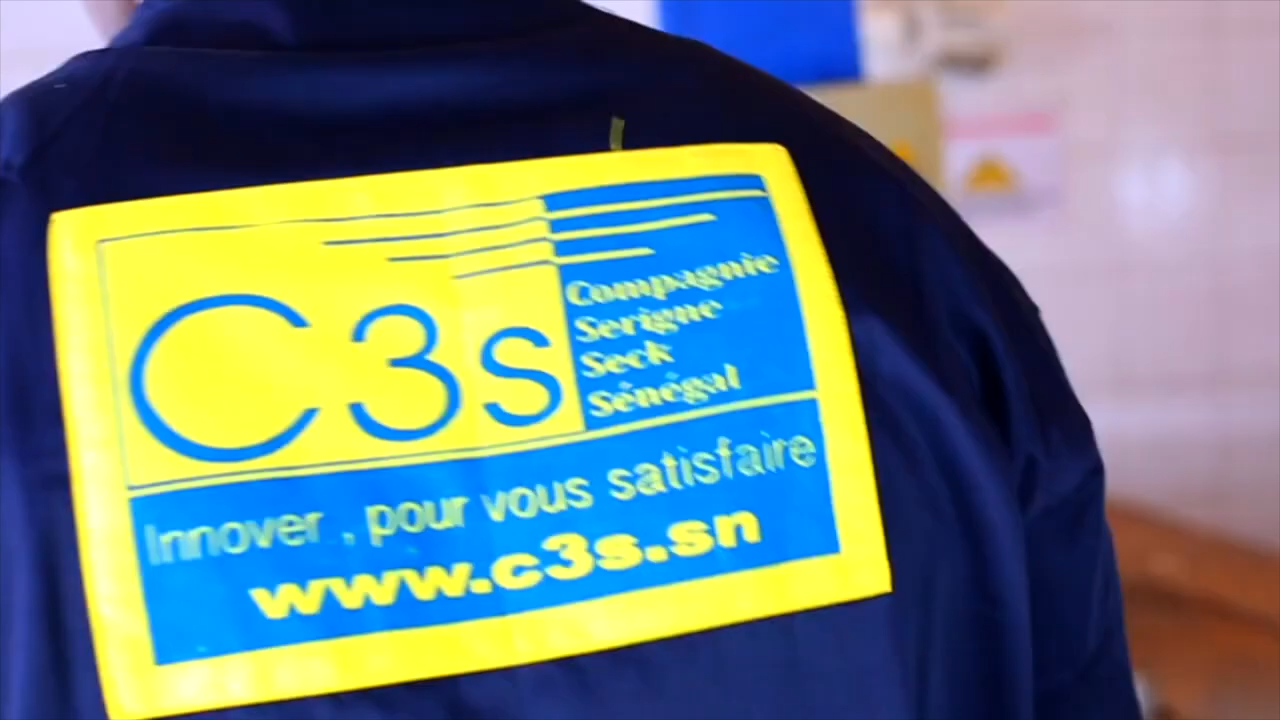 C3s
Compagnie
Serigne
Seck
Sénégal
Innover , pour vous satisfaire
www.c3s.sn